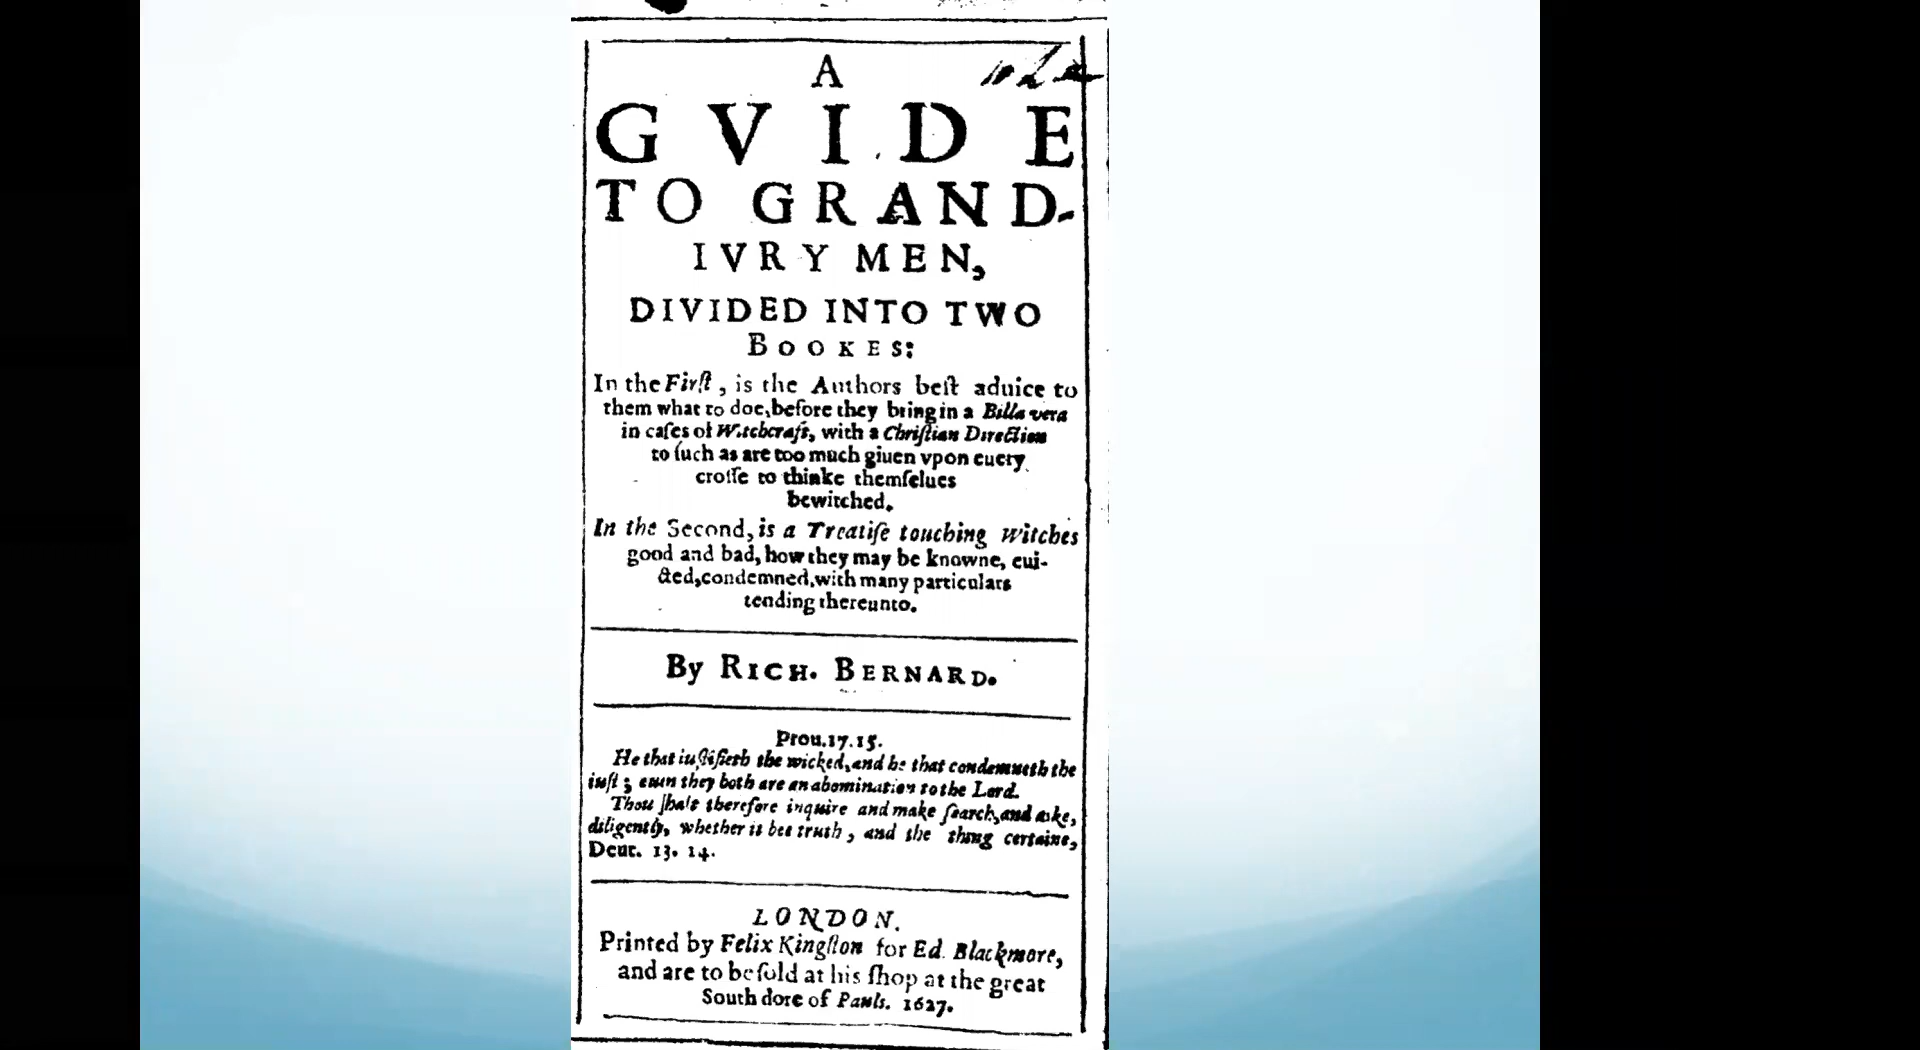 A
GVIDE
TO GRAND-
IVRY MEN,
DIVIDED INTO TWO
BOOKES:
In the Firſt, is the Authors beſt aduice to
them what to doe, before they bring in a Billa vera
in caſes of Witchcraft, with a Chriſtian Direction
to ſuch as are too much giuen vpon euery
croſſe to thinke themſelues
bewitched.
In the Second, is a Treatiſe touching Witches
good and bad, how they may be knowne, eui-
cted, condemned, with many particulars
tending thereunto.
By RICH. BERNARD.
Prou. 17. 15.
He that iuſtifieth the wicked, and he that condemneth the
iuſt; euen they both are an abomination to the Lord.
Thou ſhalt therefore inquire and make ſearch, and aske,
diligently, whether it bee truth, and the thing certaine,
Deut. 13. 14.
LONDON.
Printed by Felix Kingſton for Ed. Blackmore,
and are to be ſold at his ſhop at the great
South dore of Pauls. 1627.